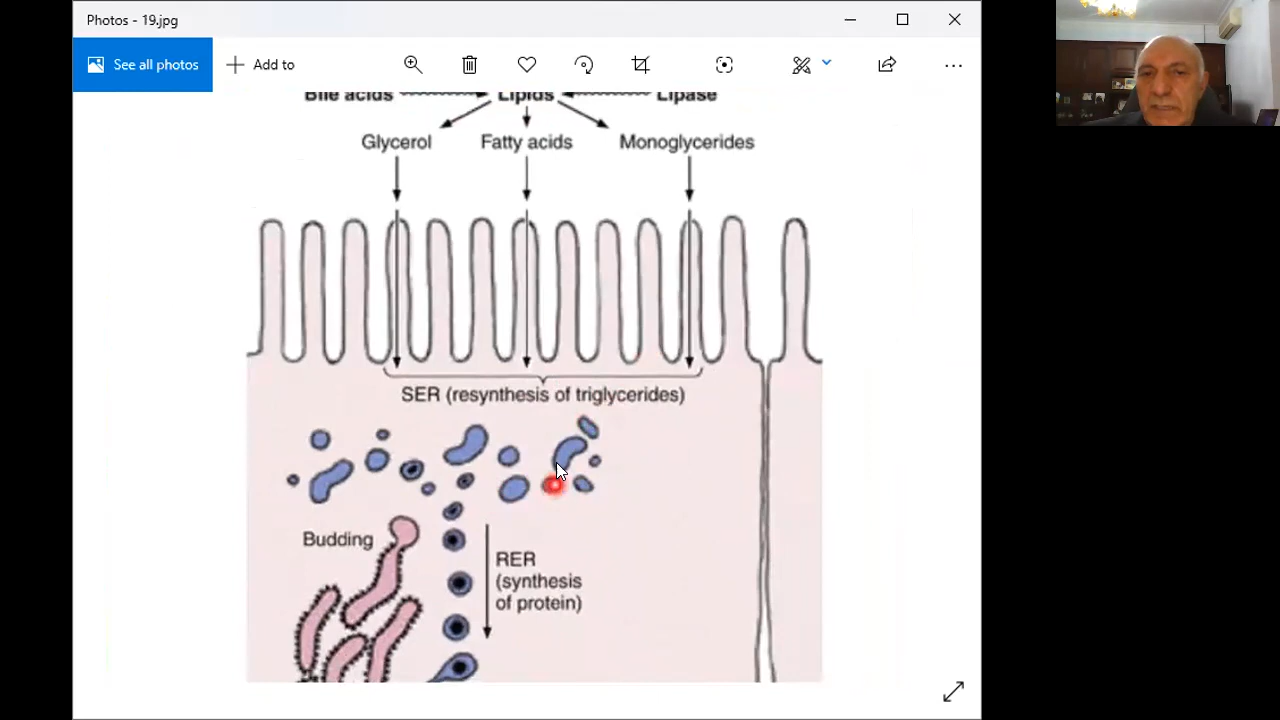 Photos - 19.jpg
See all photos
Add to
Bile acids Lipids Lipase
Glycerol Fatty acids Monoglycerides
SER (resynthesis of triglycerides)
Budding
RER
(synthesis
of protein)